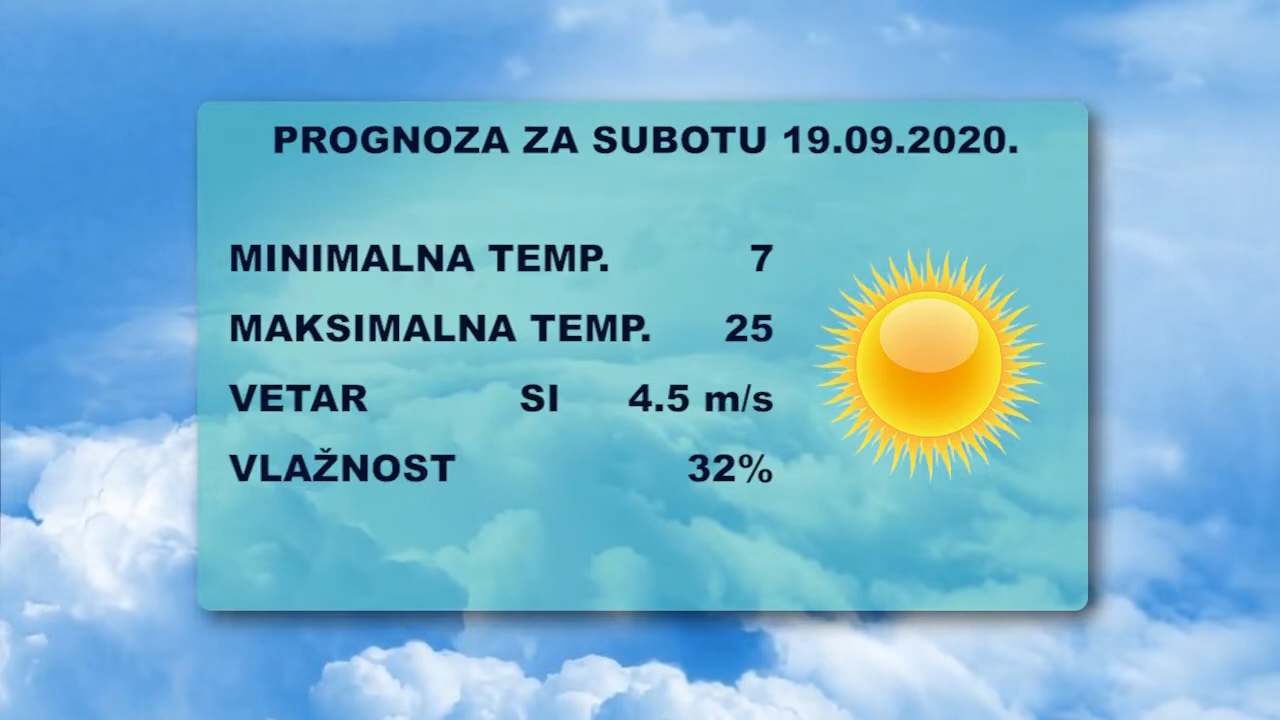 PROGNOZA ZA SUBOTU 19.09.2020.
MINIMALNA TEMP. 7
MAKSIMALNA TEMP. 25
VETAR SI 4.5 m/s
VLAŽNOST 32%